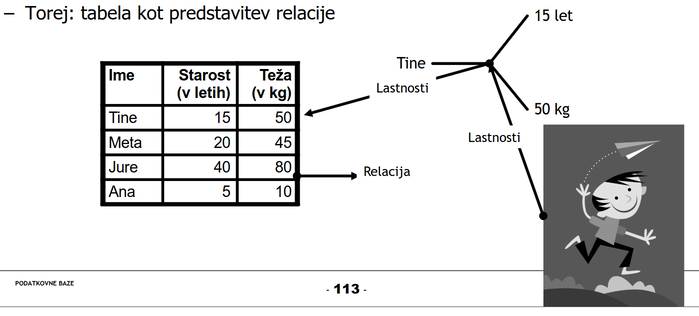 – Torej: tabela kot predstavitev relacije
15 let
Tine
Lastnosti
50 kg
Lastnosti
Ime Starost (v letih) Teža (v kg)
Tine 15 50
Meta 20 45
Jure 40 80
Ana 5 10
Relacija
PODATKOVNE BAZE
- 113 -